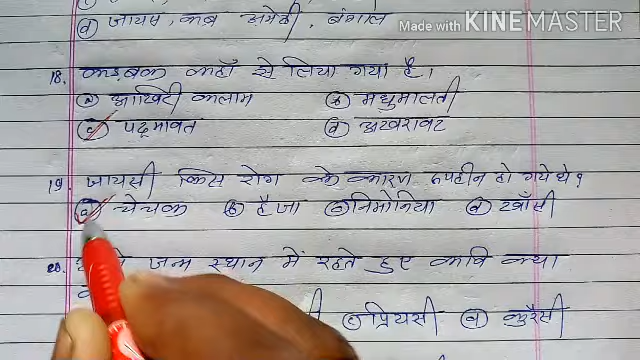 (d) जायस, कब अमेठी, बंगाल
Made with KINEMASTER
18. कड़बक कहाँ से लिया गया है।
(a) आखिरी कलाम (b) मधुमालती
(c) पद्मावत (d) अखरावट
19. जायसी किस रोग के कारण रुपहीन हो गये थे?
(a) चेचक (b) हैजा (c) निमोनिया (d) खाँसी
20. जन्म स्थान में रहते हुए कवि क्या
(c) प्रियसी (d) कुरैसी